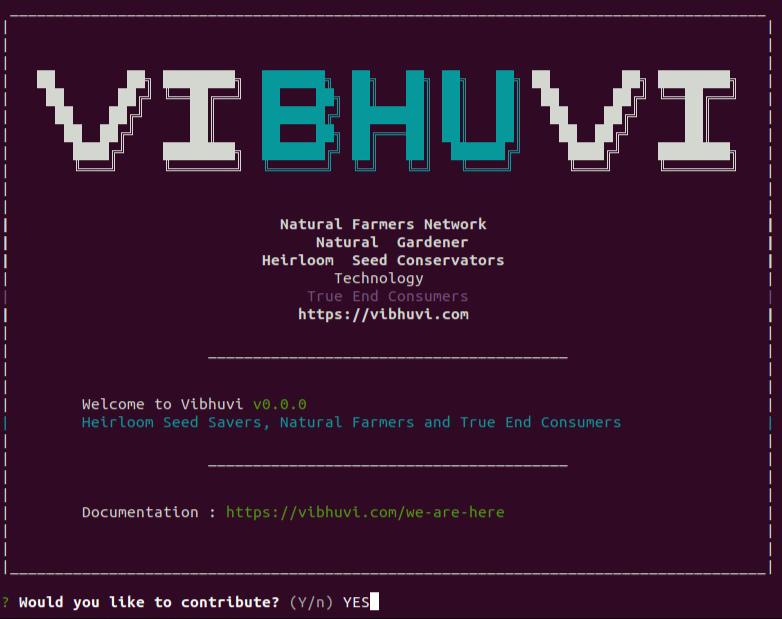 VIBHUVI
Natural Farmers Network
Natural  Gardener
Heirloom  Seed Conservators
Technology
True End Consumers
https://vibhuvi.com
Welcome to Vibhuvi v0.0.0
Heirloom Seed Savers, Natural Farmers and True End Consumers
Documentation : https://vibhuvi.com/we-are-here
? Would you like to contribute? (Y/n) YES